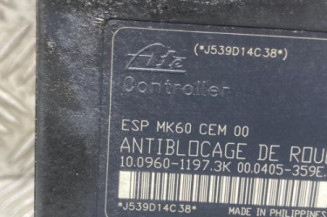 Ate (*J539D14C38*)
Controller
ESP MK60 CEM 00
ANTIBLOCAGE DE ROU
10.0960-1197.3K 00.0405-359E.
MADE IN PHILIPPINES
*J539D14C38*